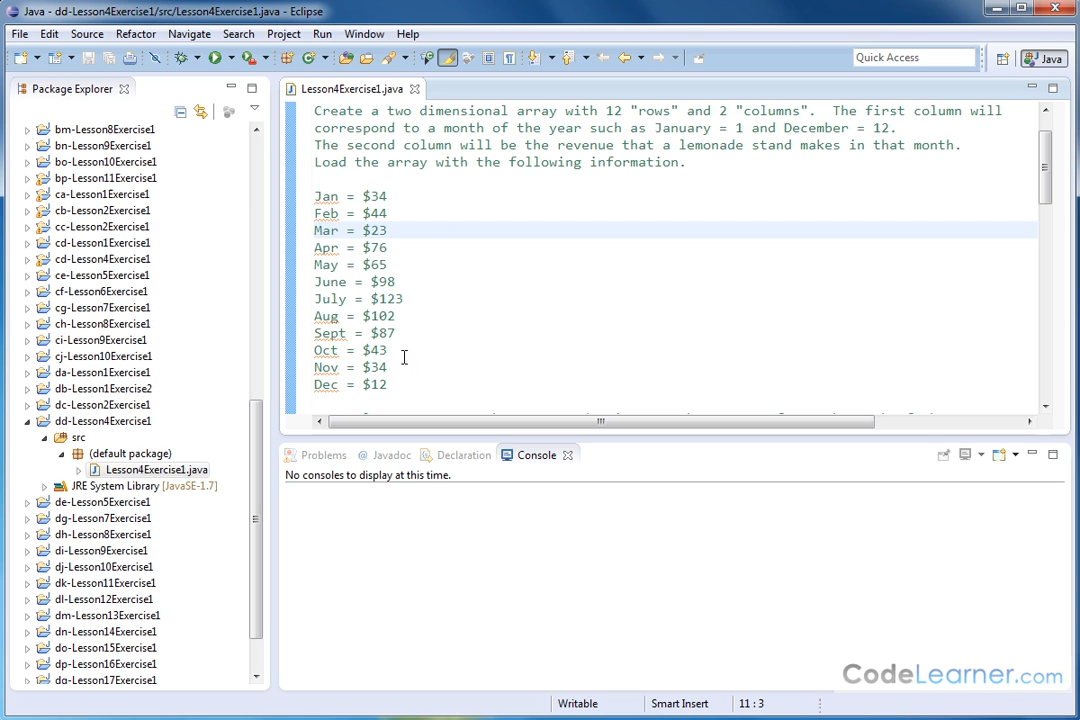 Java - dd-Lesson4Exercise1/src/Lesson4Exercise1.java - Eclipse
File Edit Source Refactor Navigate Search Project Run Window Help
Quick Access
Java
Package Explorer
Lesson4Exercise1.java
bm-Lesson8Exercise1
bn-Lesson9Exercise1
bo-Lesson10Exercise1
bp-Lesson11Exercise1
ca-Lesson1Exercise1
cb-Lesson2Exercise1
cc-Lesson2Exercise1
cd-Lesson1Exercise1
cd-Lesson4Exercise1
ce-Lesson5Exercise1
cf-Lesson6Exercise1
cg-Lesson7Exercise1
ch-Lesson8Exercise1
ci-Lesson9Exercise1
cj-Lesson10Exercise1
da-Lesson1Exercise1
db-Lesson1Exercise2
dc-Lesson2Exercise1
dd-Lesson4Exercise1
src
(default package)
Lesson4Exercise1.java
JRE System Library [JavaSE-1.7]
de-Lesson5Exercise1
dg-Lesson7Exercise1
dh-Lesson8Exercise1
di-Lesson9Exercise1
dj-Lesson10Exercise1
dk-Lesson11Exercise1
dl-Lesson12Exercise1
dm-Lesson13Exercise1
dn-Lesson14Exercise1
do-Lesson15Exercise1
dp-Lesson16Exercise1
dq-Lesson17Exercise1
Create a two dimensional array with 12 "rows" and 2 "columns".  The first column will
correspond to a month of the year such as January = 1 and December = 12.
The second column will be the revenue that a lemonade stand makes in that month.
Load the array with the following information.
Jan = $34
Feb = $44
Mar = $23
Apr = $76
May = $65
June = $98
July = $123
Aug = $102
Sept = $87
Oct = $43
Nov = $34
Dec = $12
Problems @ Javadoc Declaration Console
No consoles to display at this time.
CodeLearner.com
Writable Smart Insert 11 : 3